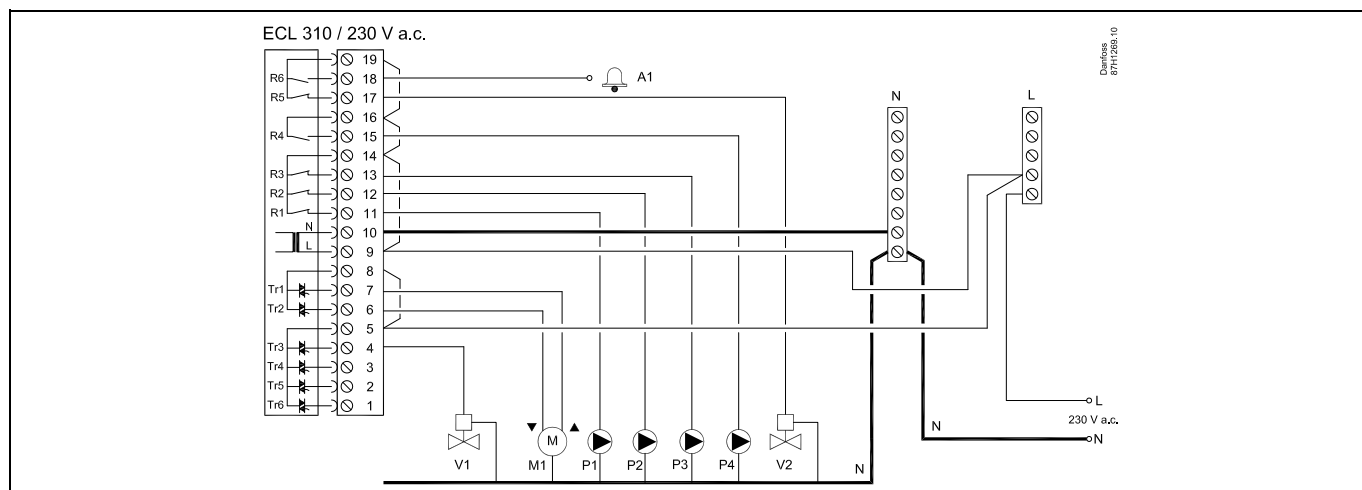 ECL 310 / 230 V a.c.
Danfoss
87H1269.10
19
R6 18 A1
R5 17 N L
16
R4 15
14
R3 13
R2 12
R1 11
N 10
L 9
8
Tr1 7
Tr2 6
5
Tr3 4
Tr4 3
Tr5 2
Tr6 1
L
230 V a.c.
N N
M
V1 M1 P1 P2 P3 P4 V2 N